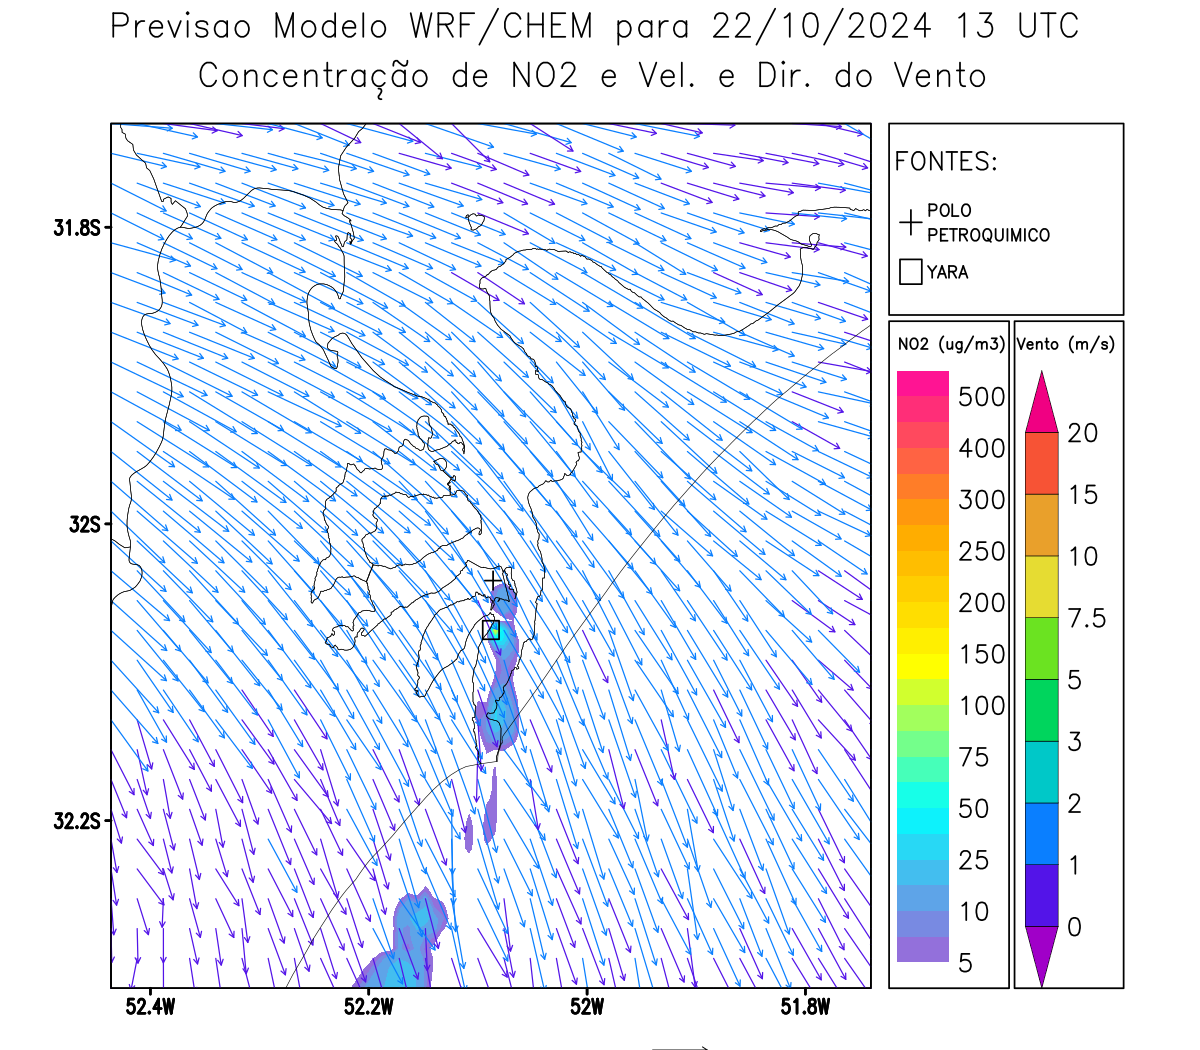 Previsao Modelo WRF/CHEM para 22/10/2024 13 UTC
Concentração de NO2 e Vel. e Dir. do Vento
FONTES:
POLO
PETROQUIMICO
YARA
NO2 (ug/m3)
500
400
300
250
200
150
100
75
50
25
10
5
Vento (m/s)
20
15
10
7.5
5
3
2
1
0
31.8S
32S
32.2S
52.4W 52.2W 52W 51.8W